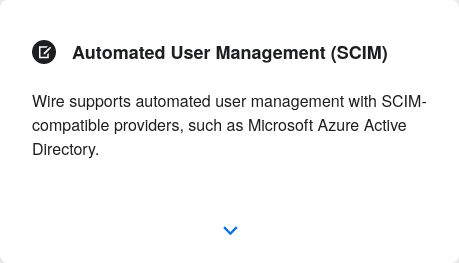 Automated User Management (SCIM)
Wire supports automated user management with SCIM-
compatible providers, such as Microsoft Azure Active
Directory.